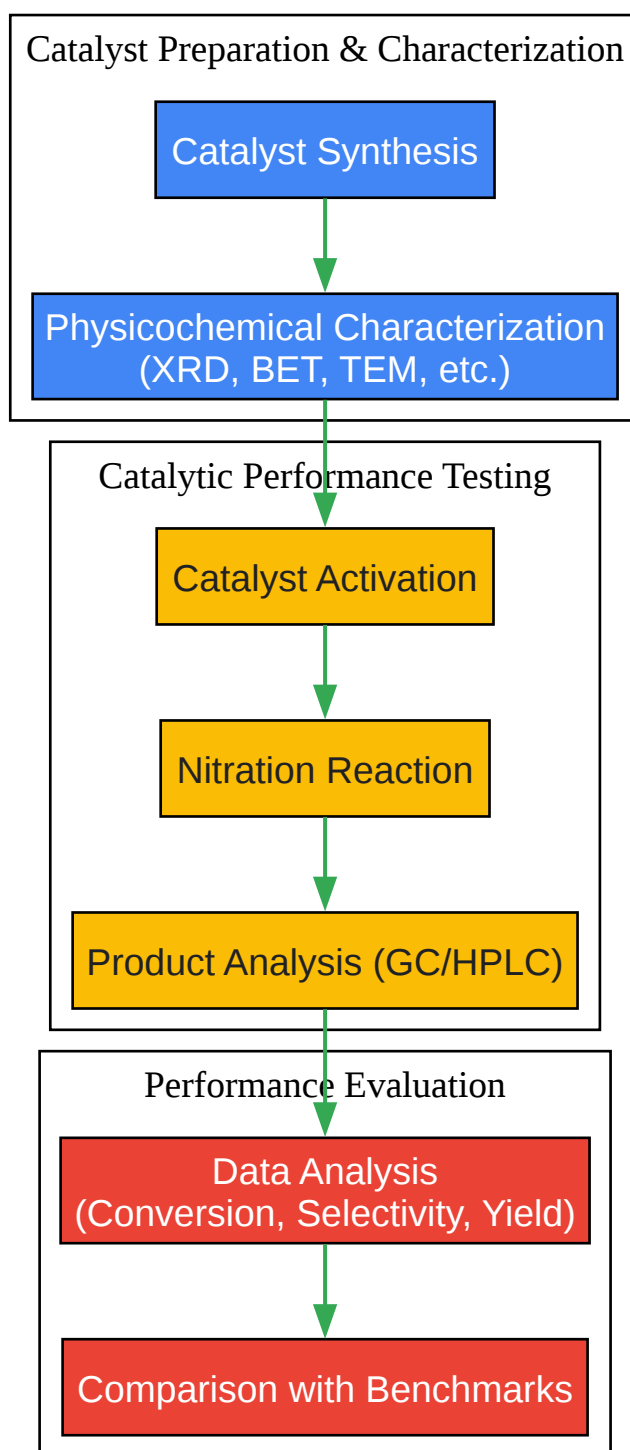 Catalyst Preparation & Characterization
Catalyst Synthesis
Physicochemical Characterization
(XRD, BET, TEM, etc.)
Catalytic Performance Testing
Catalyst Activation
Nitration Reaction
Product Analysis (GC/HPLC)
Performance Evaluation
Data Analysis
(Conversion, Selectivity, Yield)
Comparison with Benchmarks